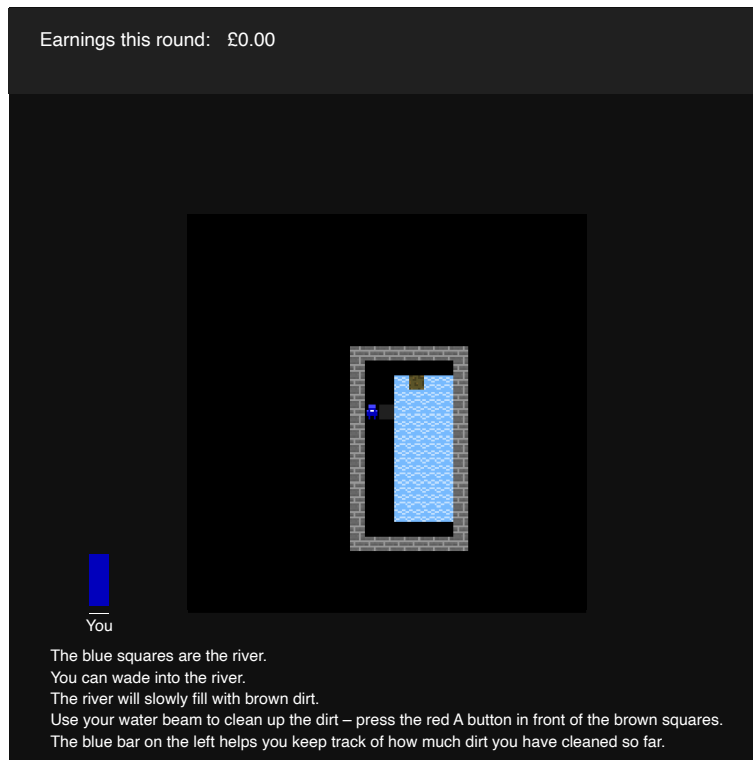 Earnings this round: £0.00
You
The blue squares are the river.
You can wade into the river.
The river will slowly fill with brown dirt.
Use your water beam to clean up the dirt – press the red A button in front of the brown squares.
The blue bar on the left helps you keep track of how much dirt you have cleaned so far.